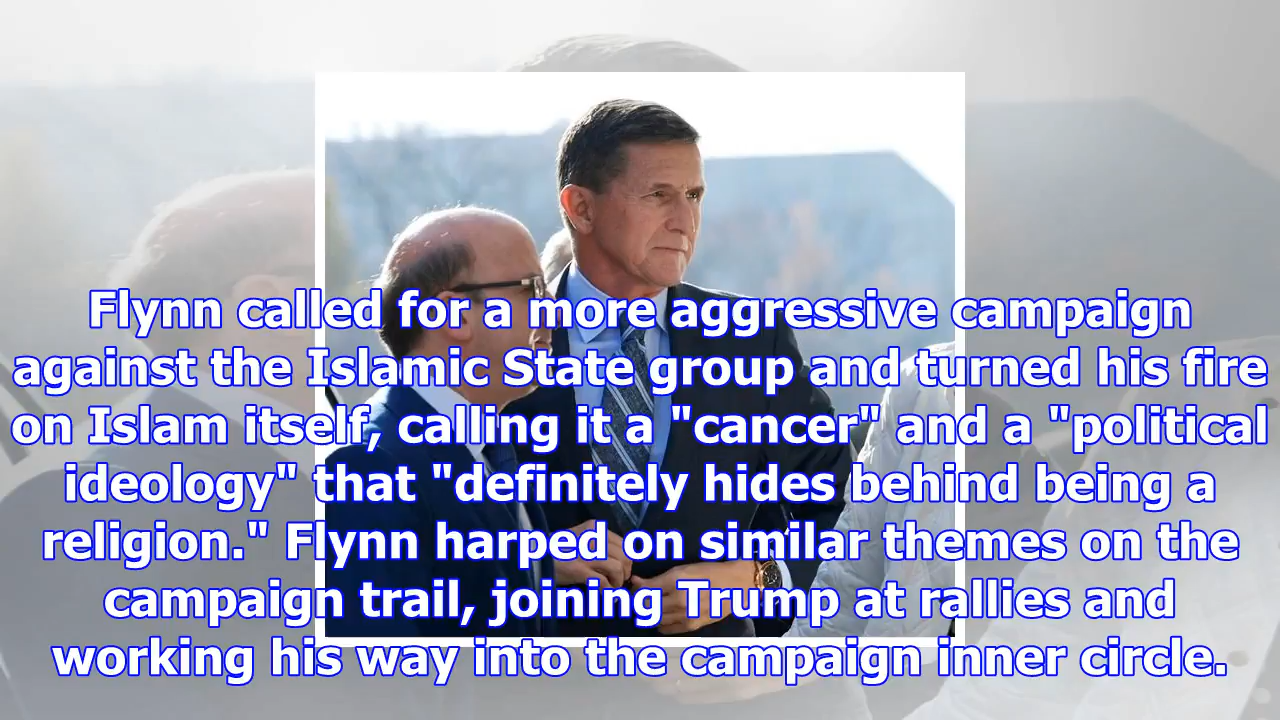 Flynn called for a more aggressive campaign
against the Islamic State group and turned his fire
on Islam itself, calling it a "cancer" and a "political
ideology" that "definitely hides behind being a
religion." Flynn harped on similar themes on the
campaign trail, joining Trump at rallies and
working his way into the campaign inner circle.